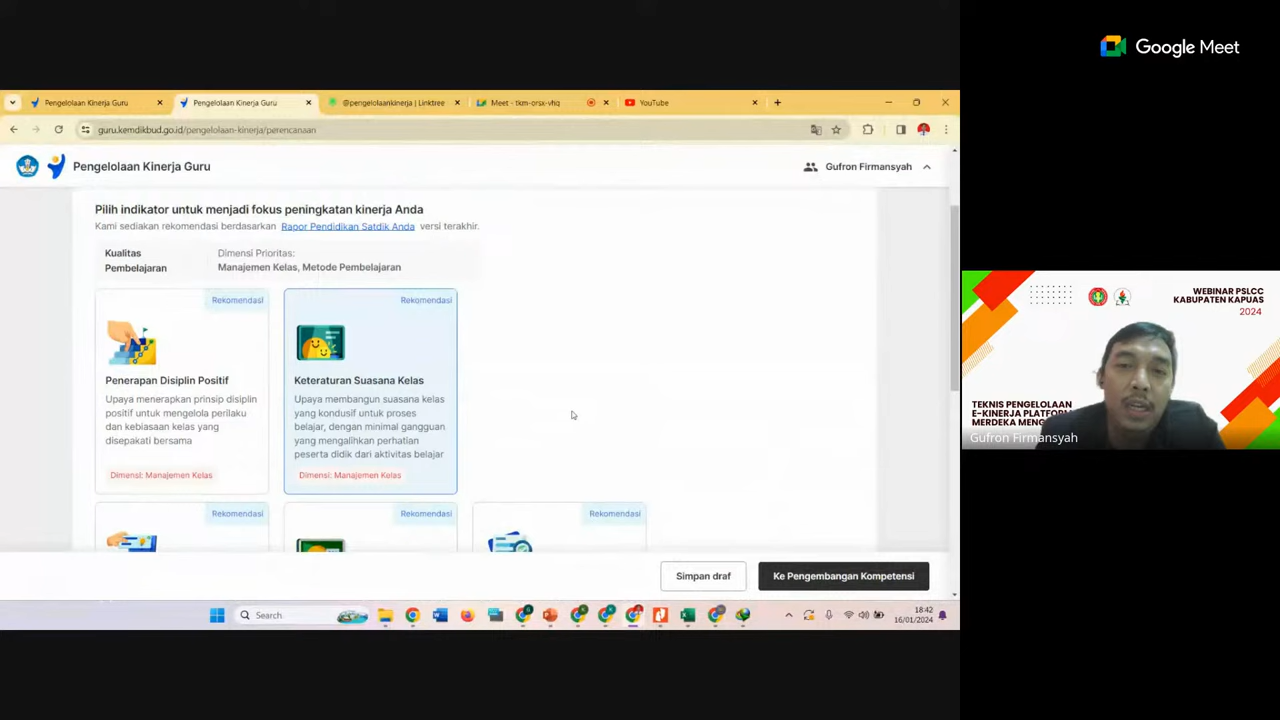 Google Meet
Pengelolaan Kinerja Guru
Pengelolaan Kinerja Guru
@pengelolaankinerja | Linktree
Meet - tkm-orsx-vhq
YouTube
guru.kemdikbud.go.id/pengelolaan-kinerja/perencanaan
Pengelolaan Kinerja Guru
Gufron Firmansyah
Pilih indikator untuk menjadi fokus peningkatan kinerja Anda
Kami sediakan rekomendasi berdasarkan Rapor Pendidikan Satdik Anda versi terakhir.
Kualitas
Pembelajaran
Dimensi Prioritas:
Manajemen Kelas, Metode Pembelajaran
Rekomendasi
Penerapan Disiplin Positif
Upaya menerapkan prinsip disiplin
positif untuk mengelola perilaku
dan kebiasaan kelas yang
disepakati bersama
Dimensi: Manajemen Kelas
Rekomendasi
Keteraturan Suasana Kelas
Upaya membangun suasana kelas
yang kondusif untuk proses
belajar, dengan minimal gangguan
yang mengalihkan perhatian
peserta didik dari aktivitas belajar
Dimensi: Manajemen Kelas
Rekomendasi
Rekomendasi
Rekomendasi
Simpan draf
Ke Pengembangan Kompetensi
Search
18:42
16/01/2024
WEBINAR PSLCC
KABUPATEN KAPUAS
2024
TEKNIS PENGELOLAAN
E-KINERJA PLATFORM
MERDEKA MENG
Gufron Firmansyah